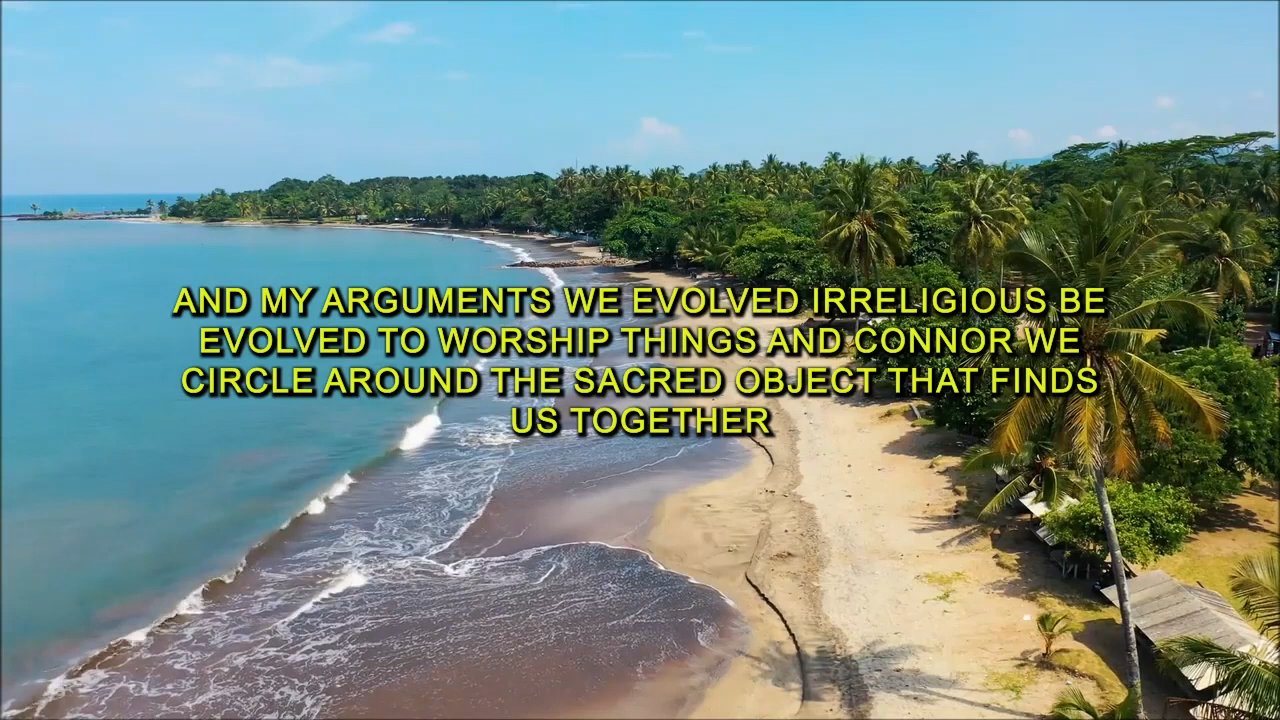 AND MY ARGUMENTS WE EVOLVED IRRELIGIOUS BE
EVOLVED TO WORSHIP THINGS AND CONNOR WE
CIRCLE AROUND THE SACRED OBJECT THAT FINDS
US TOGETHER